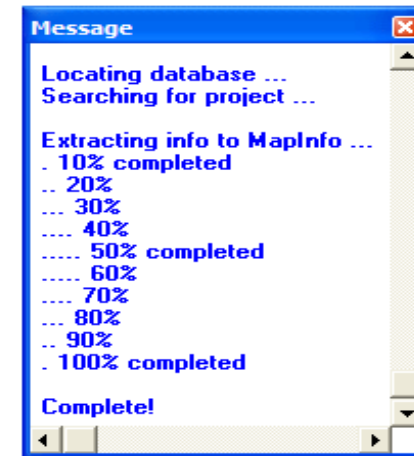 Message
Locating database ...
Searching for project ...
Extracting info to MapInfo ...
. 10% completed
.. 20%
... 30%
.... 40%
..... 50% completed
..... 60%
.... 70%
... 80%
.. 90%
. 100% completed
Complete!